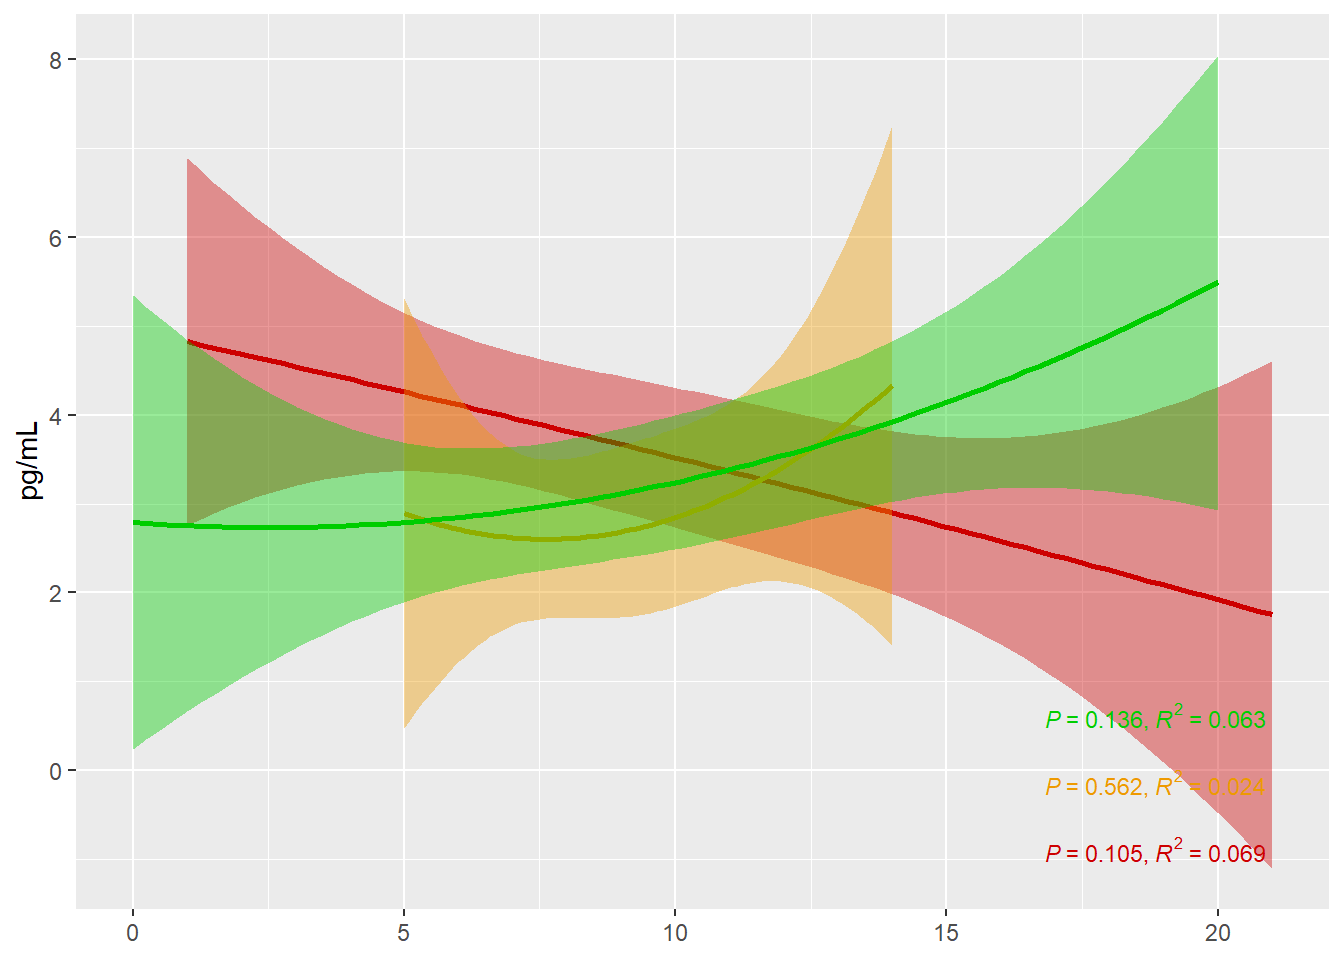 8
6
4
2
0
pg/mL
P = 0.136, R² = 0.063
P = 0.562, R² = 0.024
P = 0.105, R² = 0.069
0 5 10 15 20